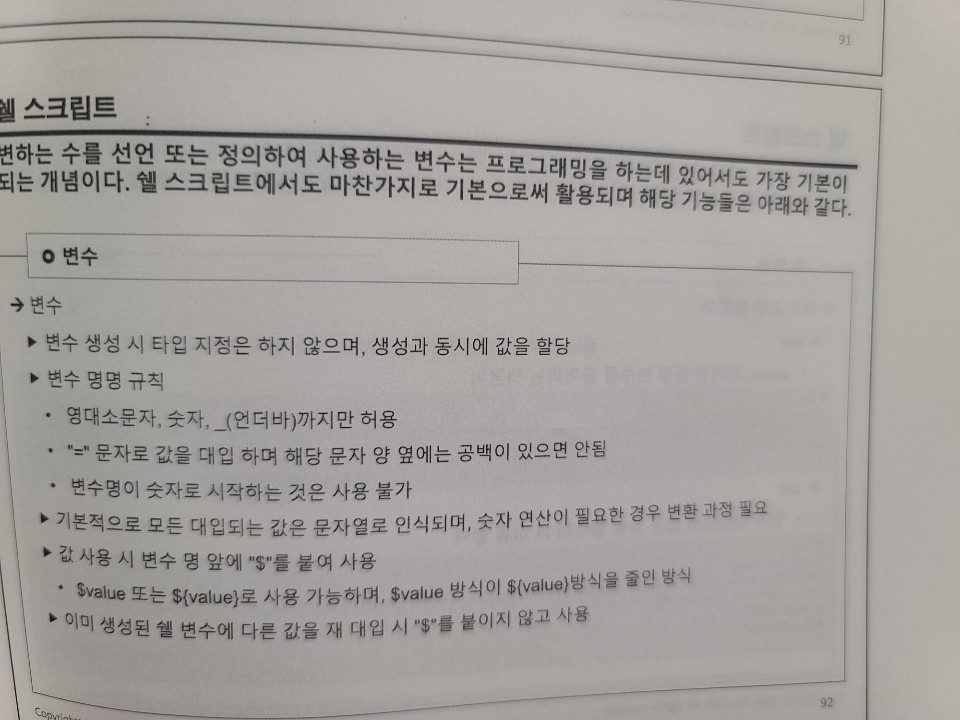 91
쉘 스크립트
변하는 수를 선언 또는 정의하여 사용하는 변수는 프로그래밍을 하는데 있어서도 가장 기본이
되는 개념이다. 쉘 스크립트에서도 마찬가지로 기본으로써 활용되며 해당 기능들은 아래와 같다.
변수
→ 변수
▶ 변수 생성 시 타입 지정은 하지 않으며, 생성과 동시에 값을 할당
▶ 변수 명명 규칙
• 영대소문자, 숫자, _(언더바)까지만 허용
• "=" 문자로 값을 대입 하며 해당 문자 양 옆에는 공백이 있으면 안됨
• 변수명이 숫자로 시작하는 것은 사용 불가
▶ 기본적으로 모든 대입되는 값은 문자열로 인식되며, 숫자 연산이 필요한 경우 변환 과정 필요
▶ 값 사용 시 변수 명 앞에 "$"를 붙여 사용
• $value 또는 ${value}로 사용 가능하며, $value 방식이 ${value}방식을 줄인 방식
▶ 이미 생성된 쉘 변수에 다른 값을 재 대입 시 "$"를 붙이지 않고 사용
92